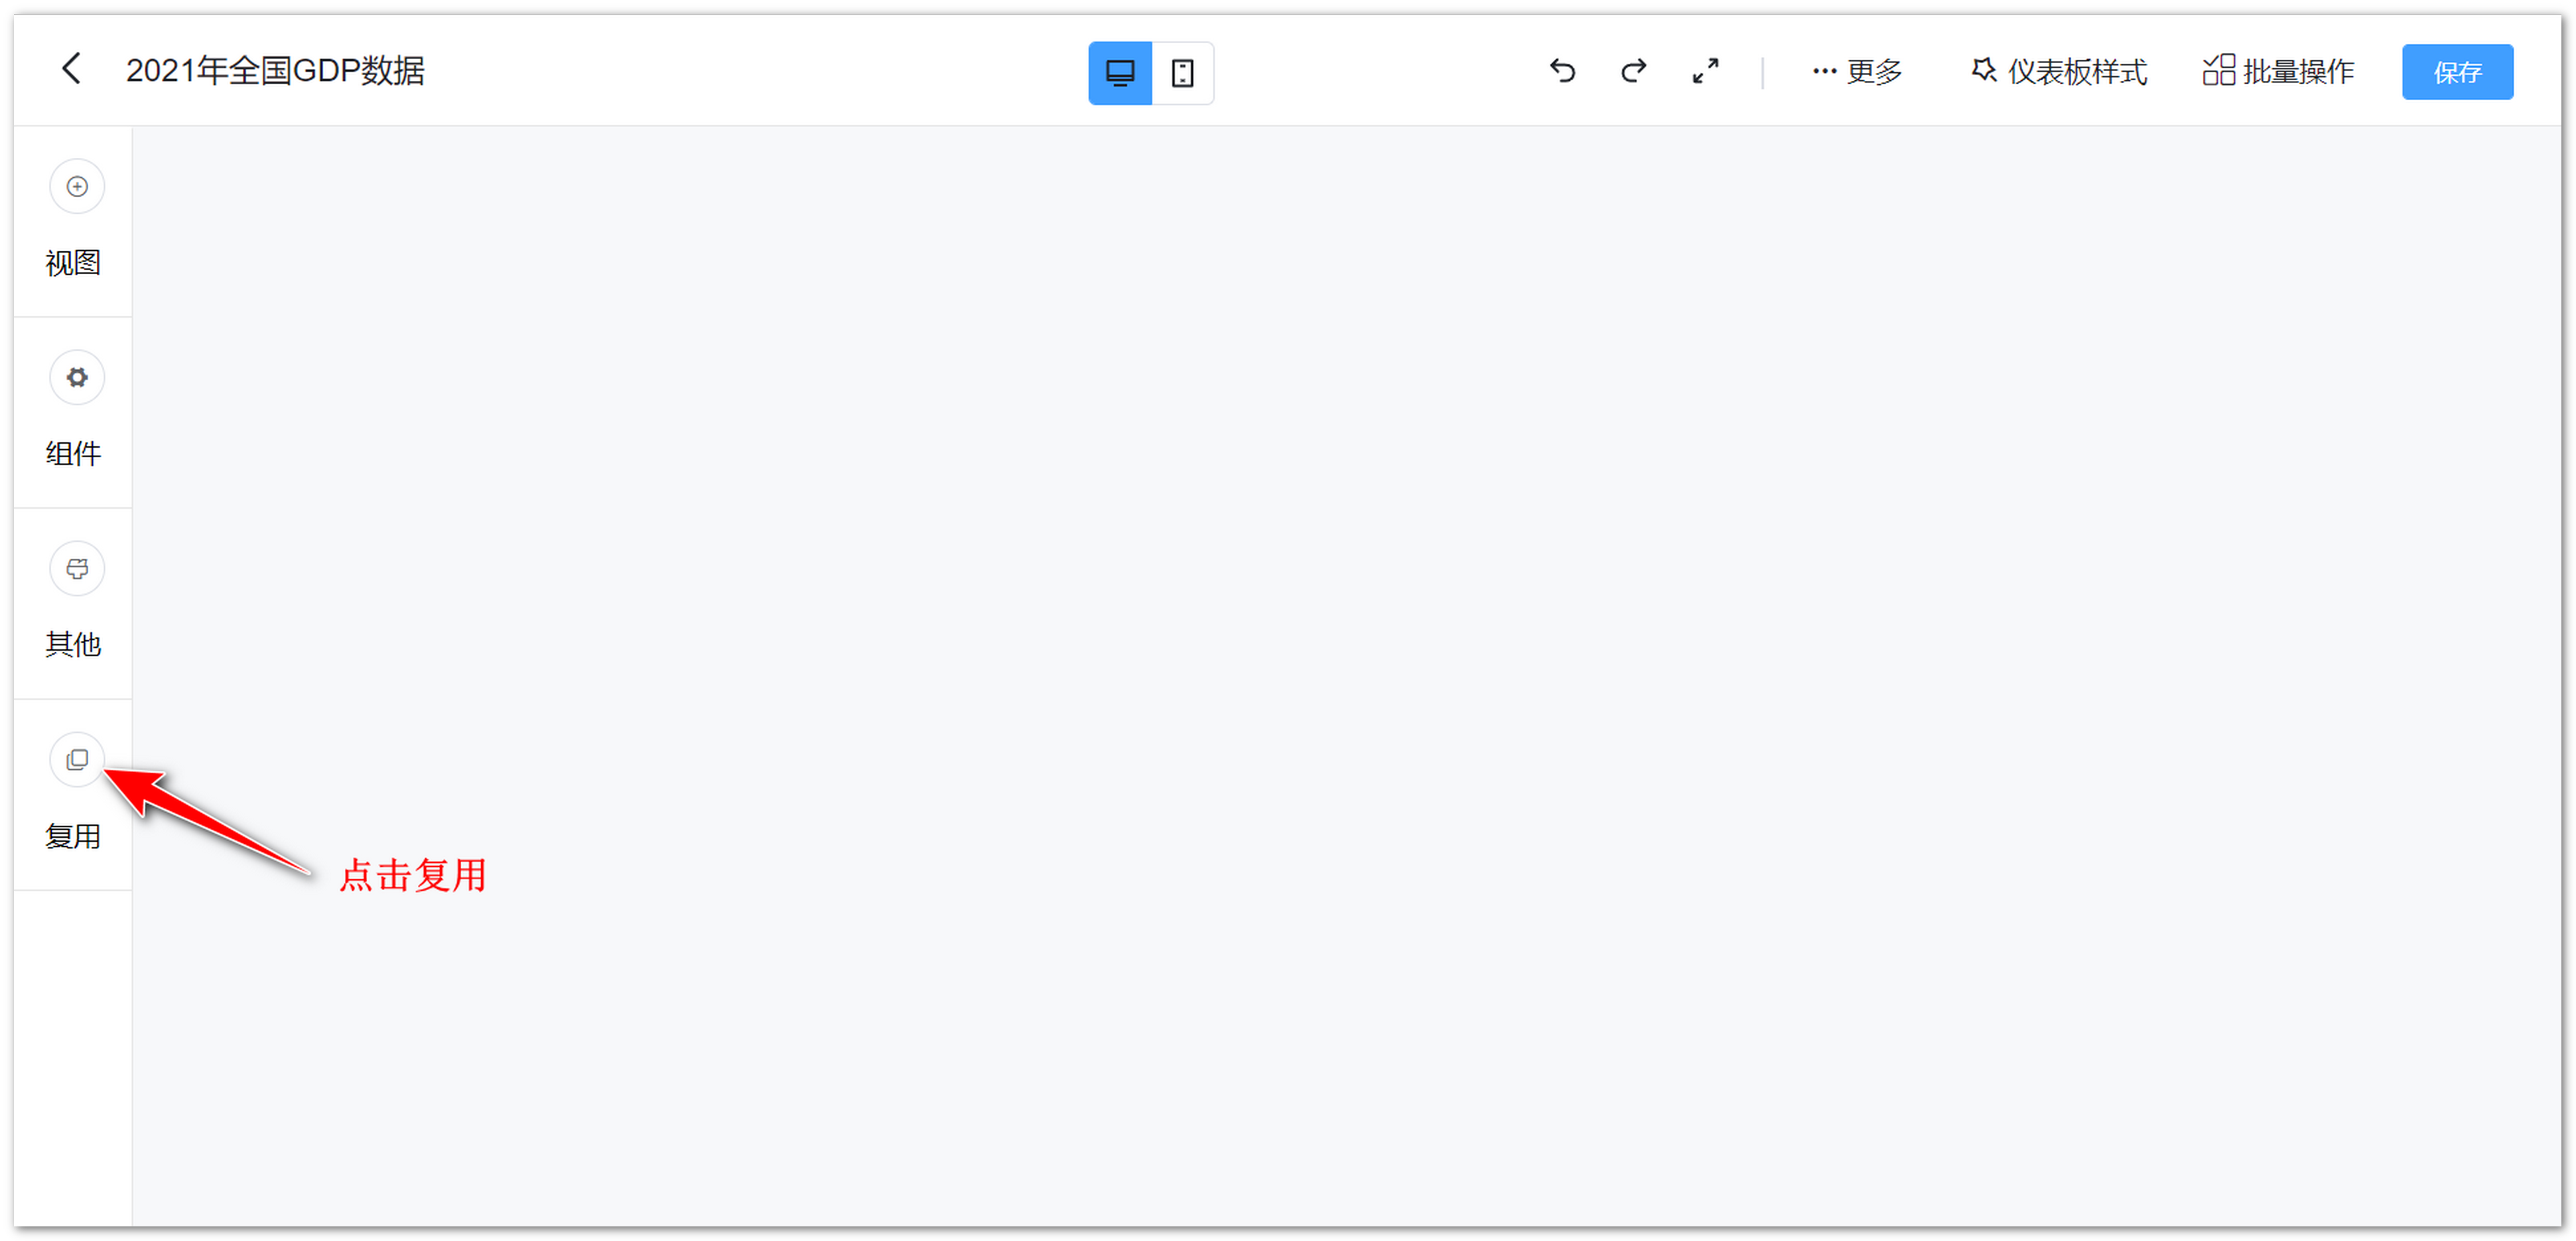 2021年全国GDP数据
更多
仪表板样式
批量操作
保存
视图
组件
其他
复用
点击复用